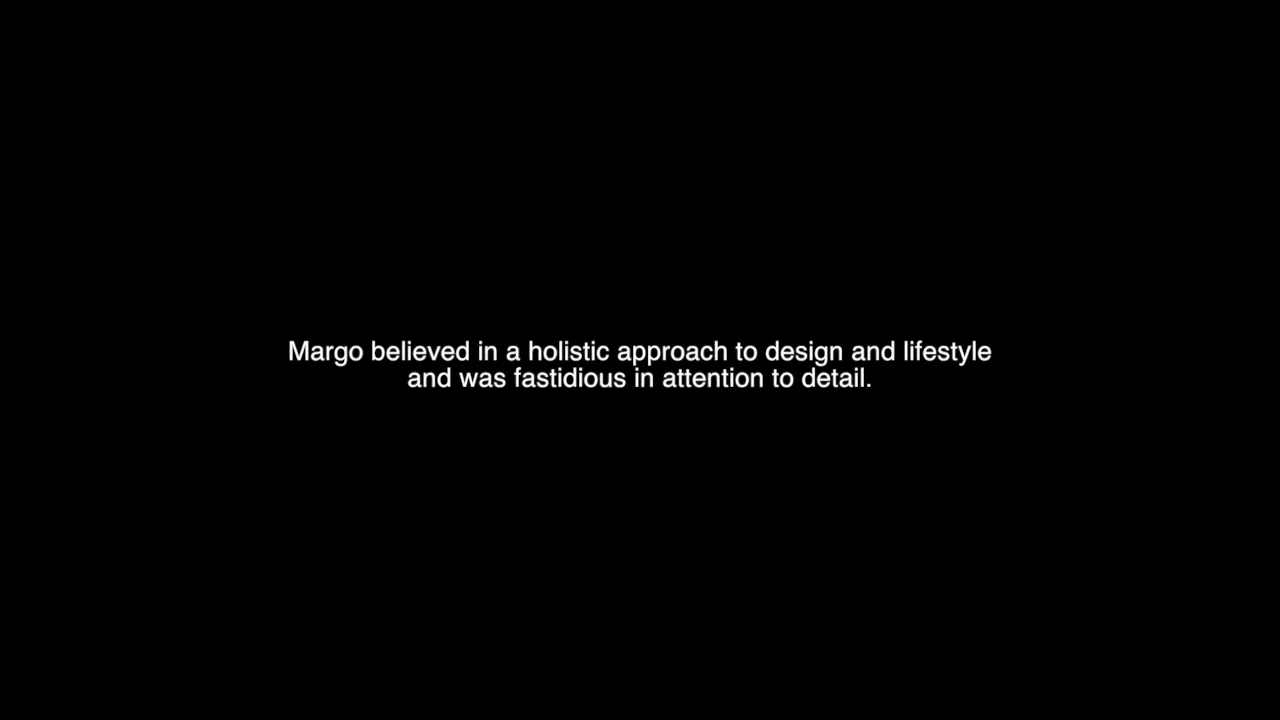 Margo believed in a holistic approach to design and lifestyle
and was fastidious in attention to detail.